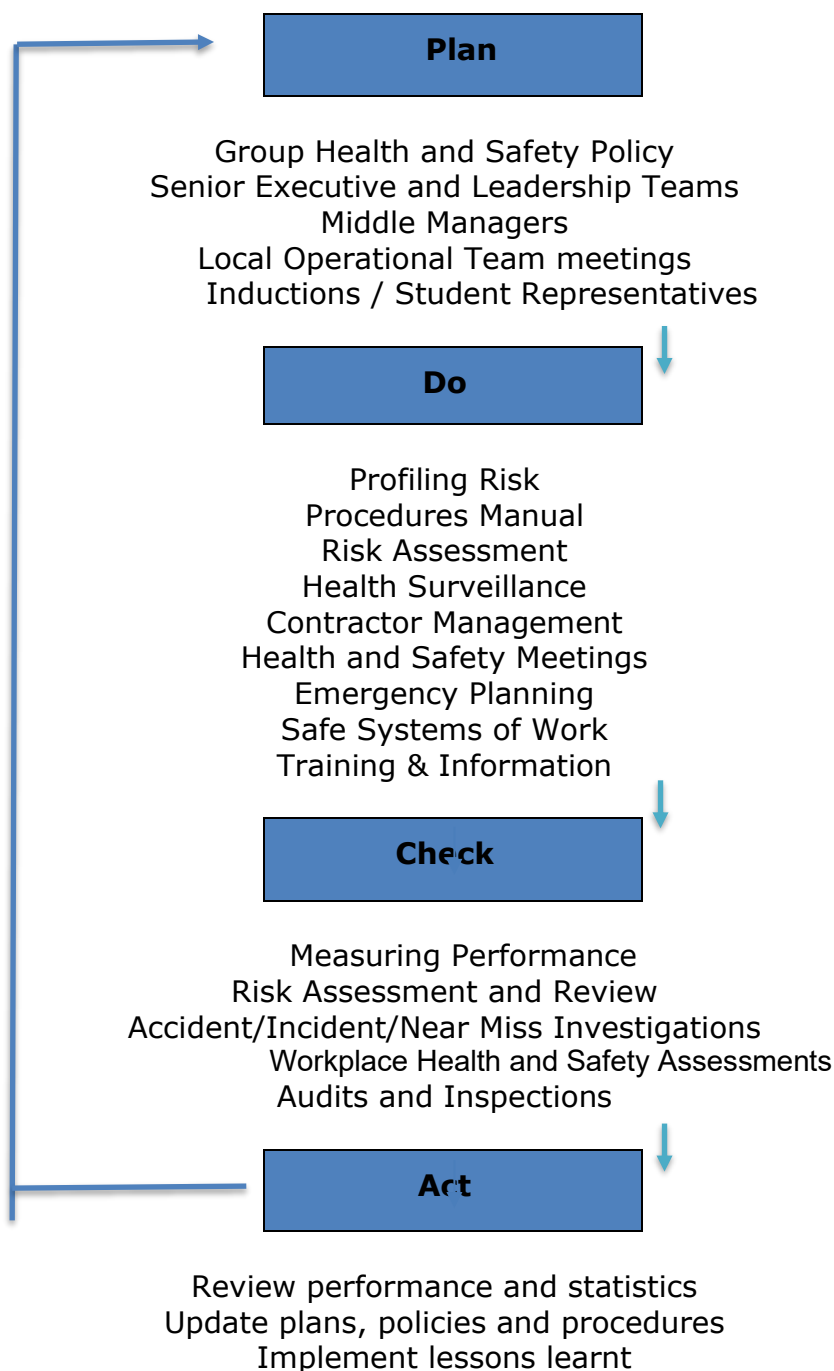 Plan
Group Health and Safety Policy
Senior Executive and Leadership Teams
Middle Managers
Local Operational Team meetings
Inductions / Student Representatives
Do
Profiling Risk
Procedures Manual
Risk Assessment
Health Surveillance
Contractor Management
Health and Safety Meetings
Emergency Planning
Safe Systems of Work
Training & Information
Check
Measuring Performance
Risk Assessment and Review
Accident/Incident/Near Miss Investigations
Workplace Health and Safety Assessments
Audits and Inspections
Act
Review performance and statistics
Update plans, policies and procedures
Implement lessons learnt